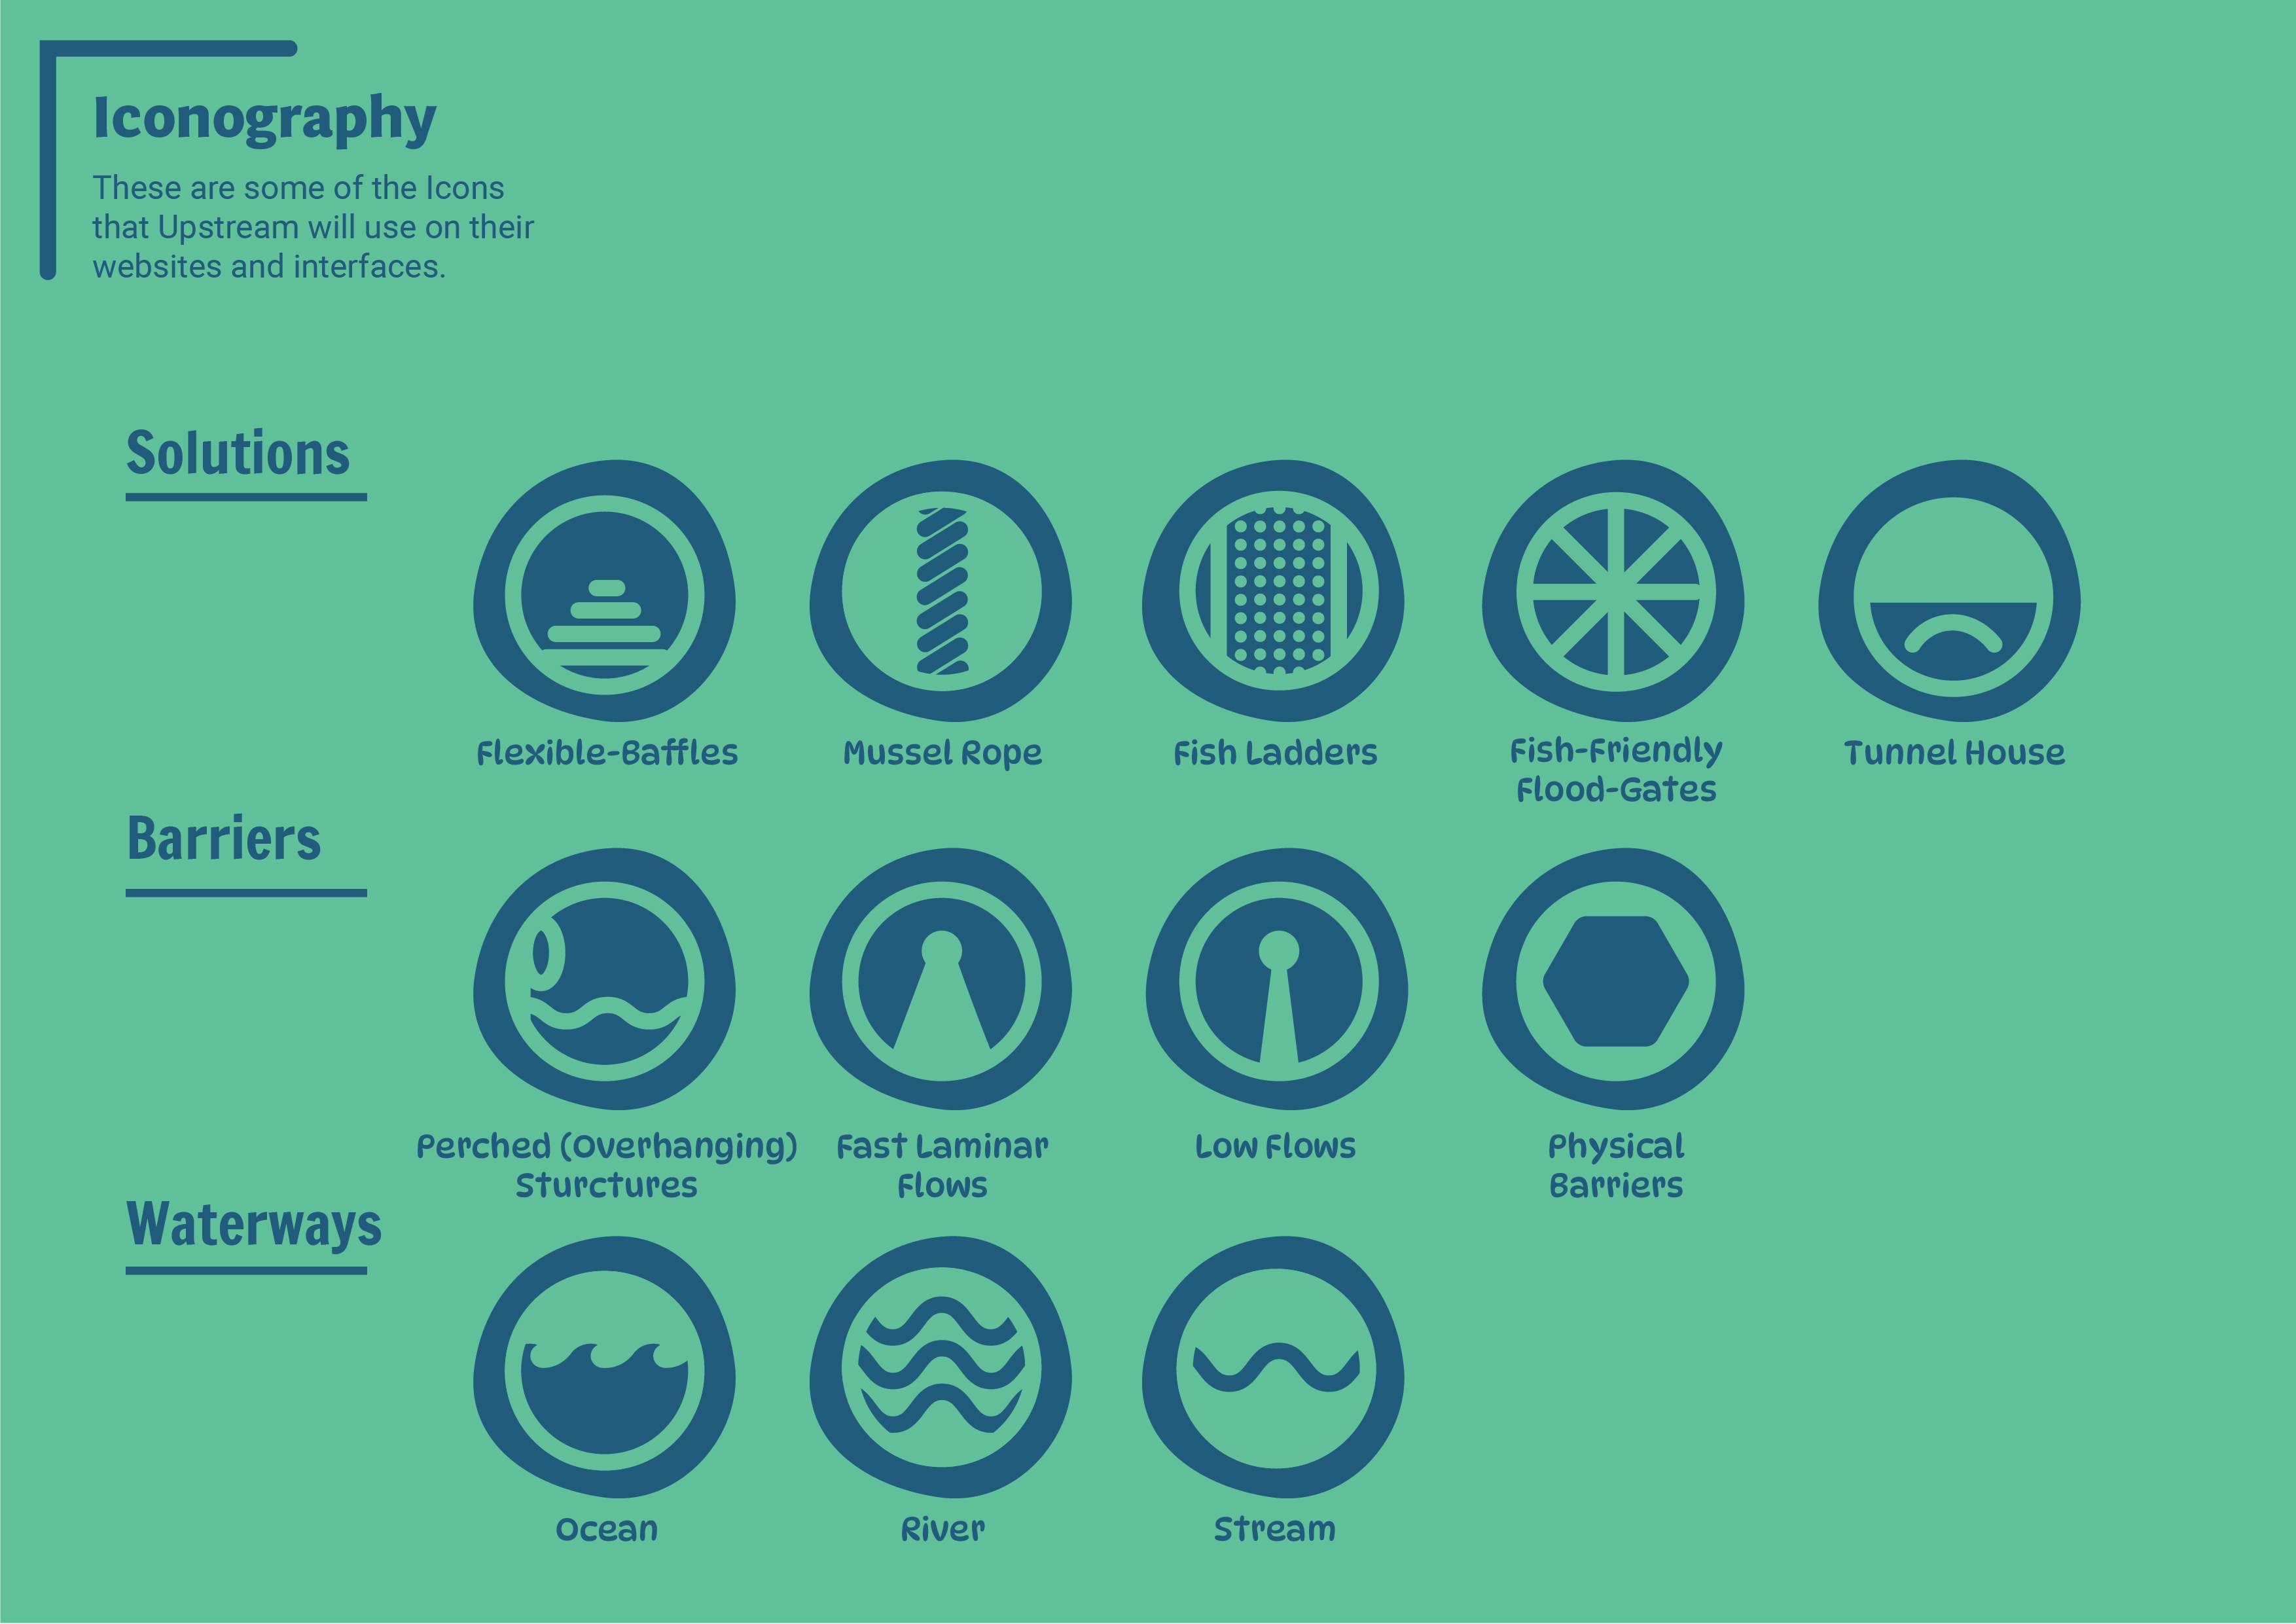 Iconography
These are some of the Icons
that Upstream will use on their
websites and interfaces.
Solutions
Flexible-Baffles
Mussel Rope
Fish Ladders
Fish-Friendly
Flood-Gates
Tunnel House
Barriers
Perched (Overhanging)
Sturctures
Fast Laminar
Flows
Low Flows
Physical
Barriers
Waterways
Ocean
River
Stream